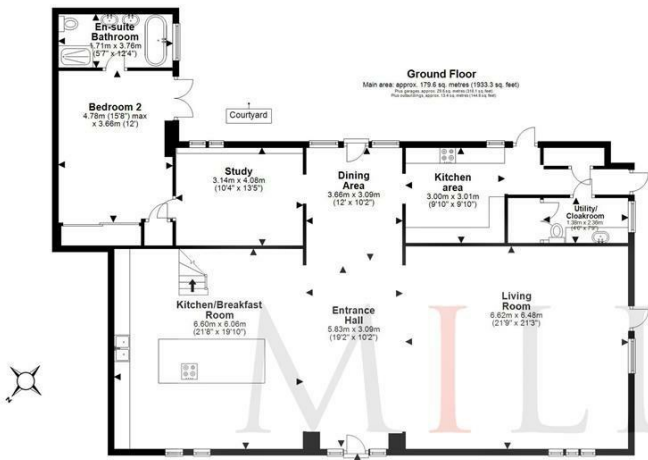 En-suite
Bathroom
1.71m x 3.76m
(5'7" x 12'4")
Ground Floor
Main area: approx. 179.6 sq. metres (1933.3 sq. feet)
Bedroom 2
4.78m (15'8") max
x 3.66m (12')
Courtyard
Study
3.14m x 4.08m
(10'4" x 13'5")
Dining
Area
3.66m x 3.09m
(12' x 10'2")
Kitchen
area
3.00m x 3.01m
(9'10" x 9'10")
Utility/
Cloakroom
Kitchen/Breakfast
Room
6.60m x 6.06m
(21'8" x 19'10")
Entrance
Hall
5.83m x 3.09m
(19'2" x 10'2")
Living
Room
6.62m x 6.48m
(21'9" x 21'3")
N